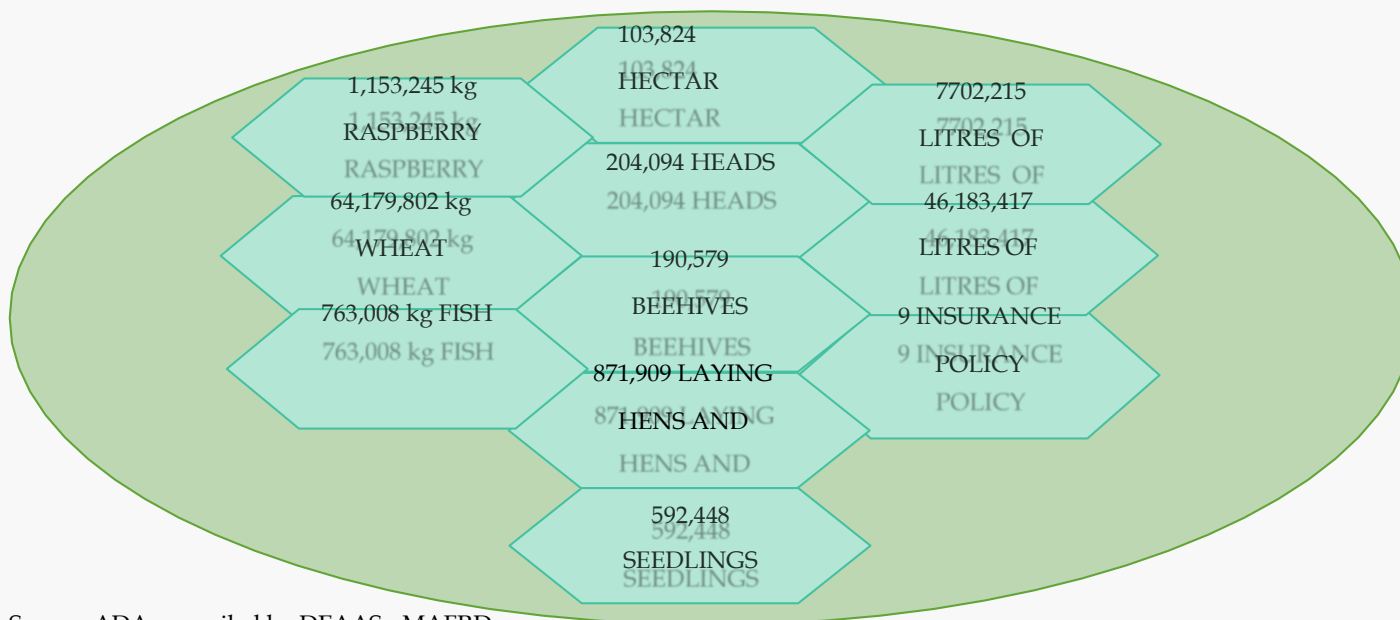 103,824
HECTAR
1,153,245 kg
RASPBERRY
7702,215
LITRES OF
204,094 HEADS
64,179,802 kg
WHEAT
46,183,417
LITRES OF
190,579
BEEHIVES
763,008 kg FISH
9 INSURANCE
POLICY
871,909 LAYING
HENS AND
592,448
SEEDLINGS